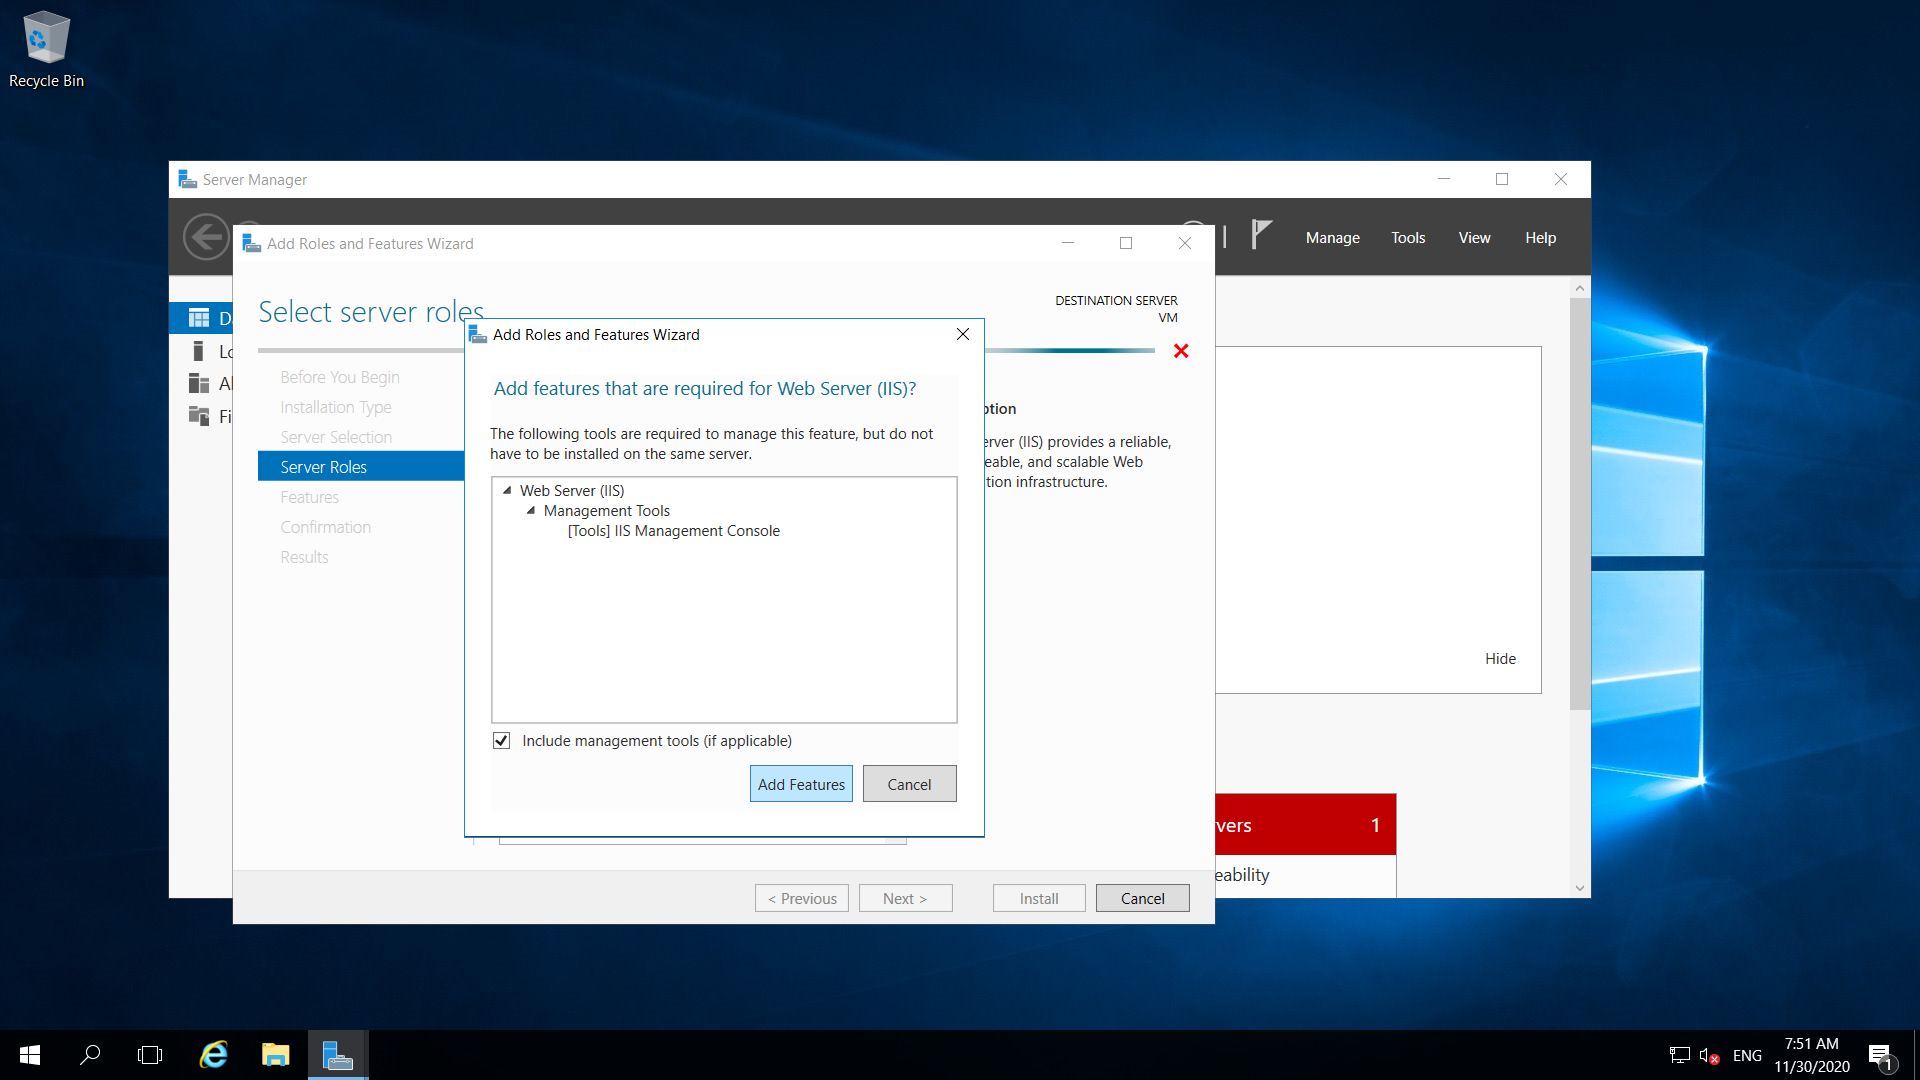 Recycle Bin
Server Manager
Manage
Tools
View
Help
Add Roles and Features Wizard
Select server roles
DESTINATION SERVER
VM
Before You Begin
Installation Type
Server Selection
Server Roles
Features
Confirmation
Results
Add Roles and Features Wizard
Add features that are required for Web Server (IIS)?
The following tools are required to manage this feature, but do not
have to be installed on the same server.
Web Server (IIS)
Management Tools
[Tools] IIS Management Console
Include management tools (if applicable)
Add Features
Cancel
ption
erver (IIS) provides a reliable,
eable, and scalable Web
tion infrastructure.
Hide
vers 1
eability
< Previous
Next >
Install
Cancel
ENG
7:51 AM
11/30/2020
1